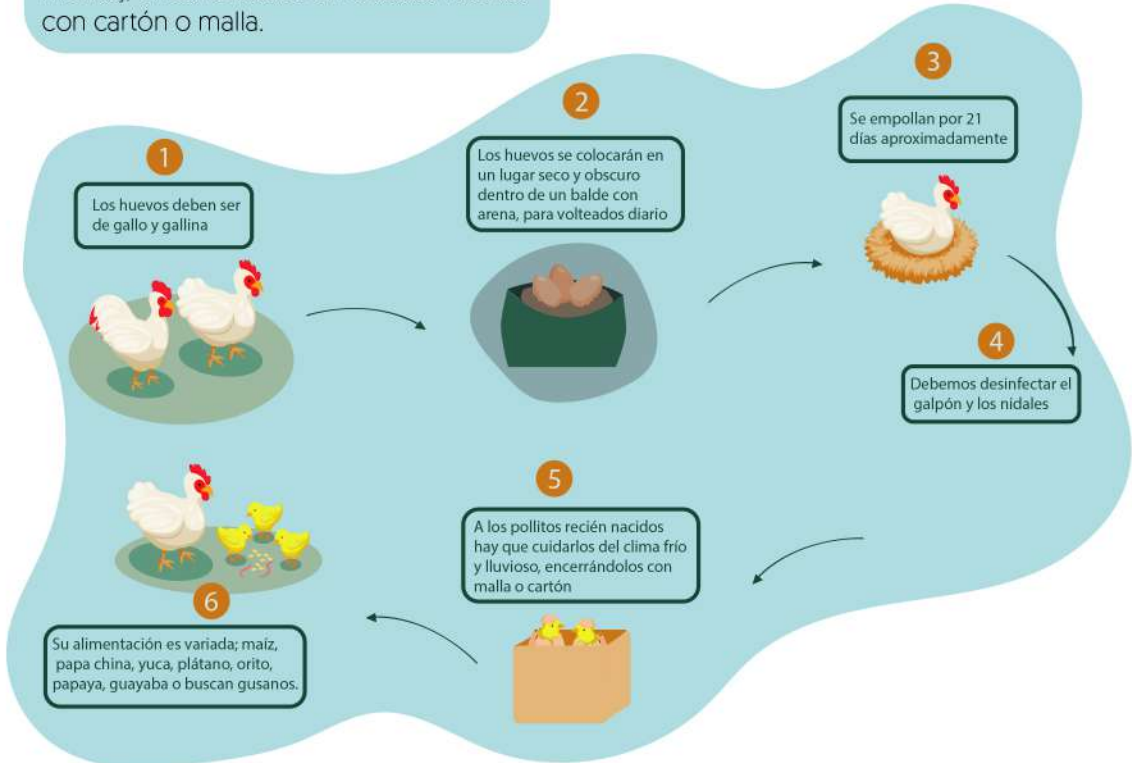 con cartón o malla.
1
Los huevos deben ser
de gallo y gallina
2
Los huevos se colocarán en
un lugar seco y obscuro
dentro de un balde con
arena, para volteados diario
3
Se empollan por 21
días aproximadamente
4
Debemos desinfectar el
galpón y los nidales
5
A los pollitos recién nacidos
hay que cuidarlos del clima frío
y lluvioso, encerrándolos con
malla o cartón
6
Su alimentación es variada; maíz,
papa china, yuca, plátano, orito,
papaya, guayaba o buscan gusanos.